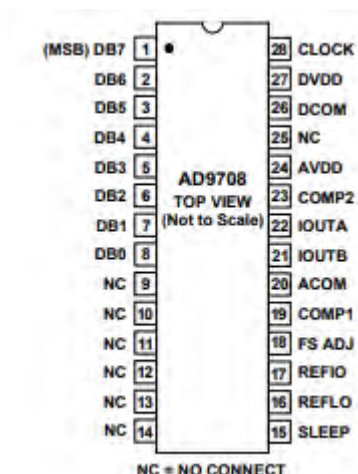 (MSB) DB7 1 28 CLOCK
DB6 2 27 DVDD
DB5 3 26 DCOM
DB4 4 25 NC
DB3 5 24 AVDD
DB2 6 23 COMP2
DB1 7 22 IOUTA
DB0 8 21 IOUTB
NC 9 20 ACOM
NC 10 19 COMP1
NC 11 18 FS ADJ
NC 12 17 REFIO
NC 13 16 REFLO
NC 14 15 SLEEP
AD9708
TOP VIEW
(Not to Scale)
NC = NO CONNECT